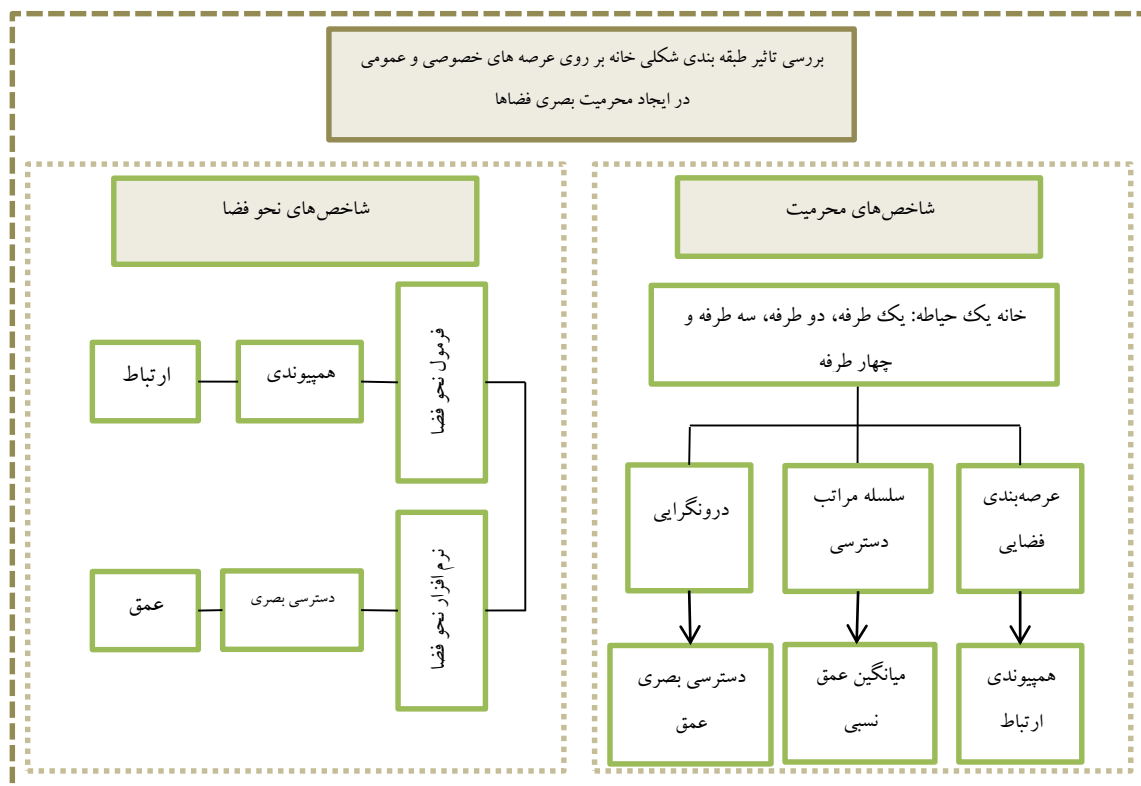 بررسی تاثیر طبقه بندی شکلی خانه بر روی عرصه های خصوصی و عمومی
در ایجاد محرمیت بصری فضاها
شاخص‌های محرمیت
خانه یک حیاطه: یک طرفه، دو طرفه، سه طرفه و
چهار طرفه
عرصه‌بندی
فضایی
سلسله مراتب
دسترسی
درونگرایی
همپیوندی
ارتباط
میانگین عمق
نسبی
دسترسی بصری
عمق
شاخص‌های نحو فضا
فرمول نحو فضا
همپیوندی
ارتباط
نرم افزار نحو فضا
دسترسی بصری
عمق